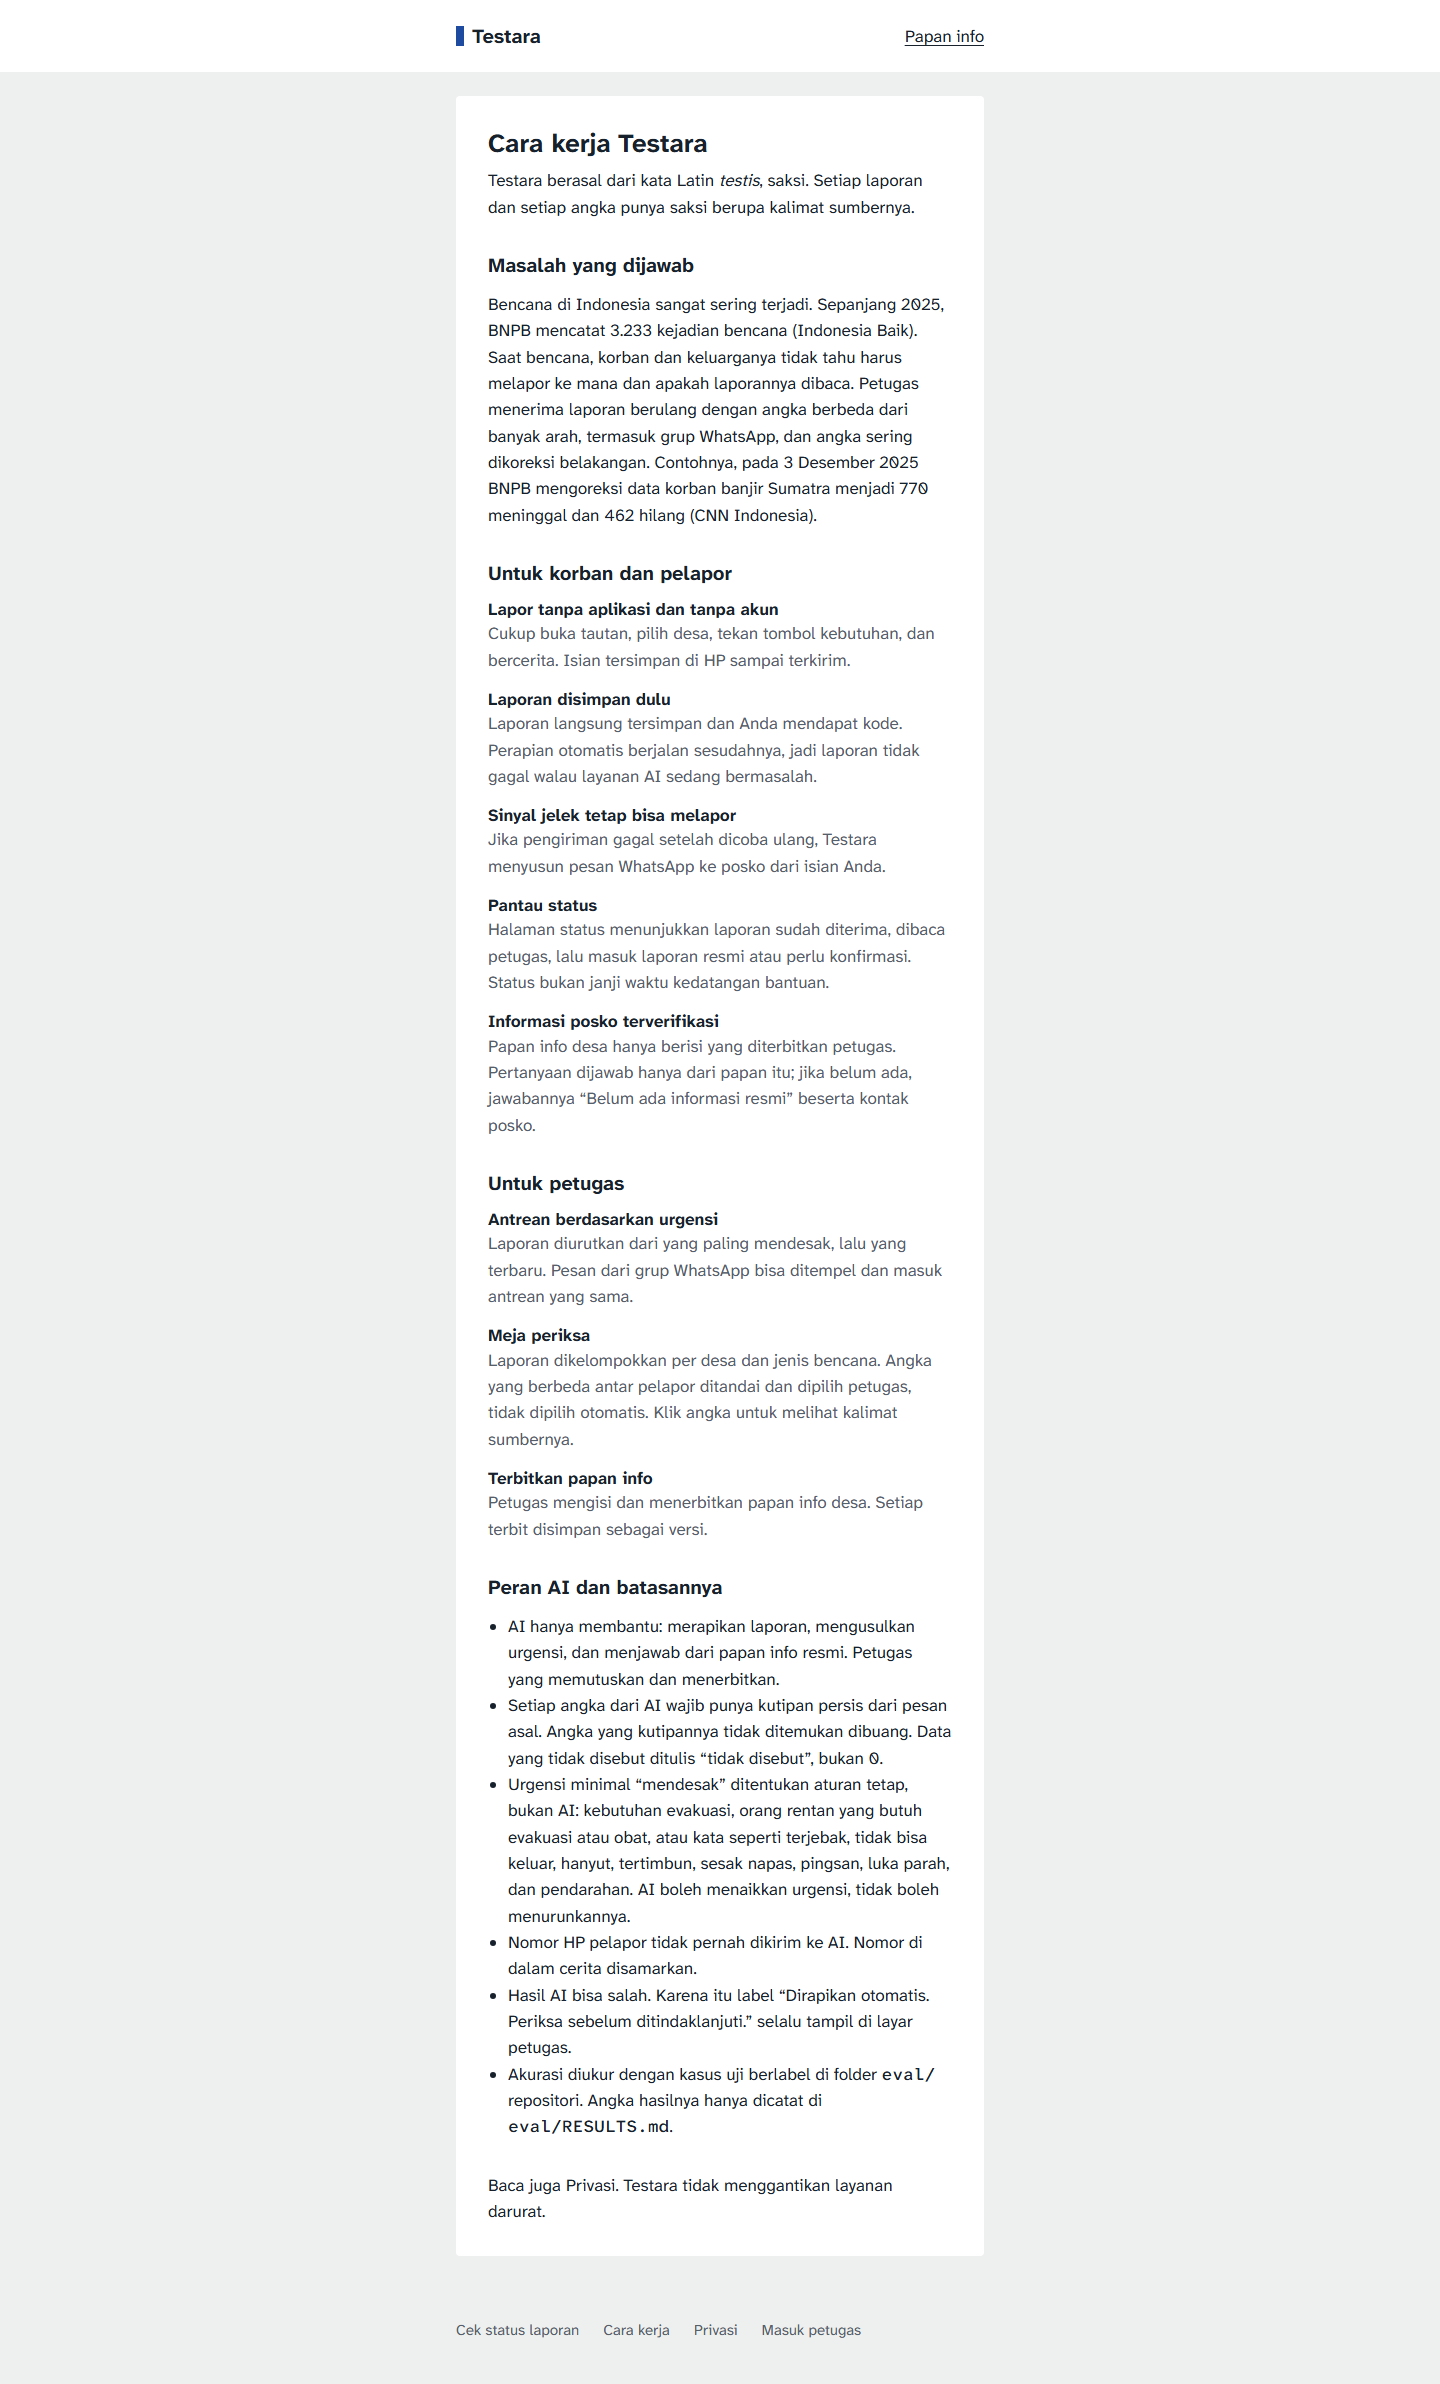 Testara
Papan info
Cara kerja Testara
Testara berasal dari kata Latin testis, saksi. Setiap laporan
dan setiap angka punya saksi berupa kalimat sumbernya.
Masalah yang dijawab
Bencana di Indonesia sangat sering terjadi. Sepanjang 2025,
BNPB mencatat 3.233 kejadian bencana (Indonesia Baik).
Saat bencana, korban dan keluarganya tidak tahu harus
melapor ke mana dan apakah laporannya dibaca. Petugas
menerima laporan berulang dengan angka berbeda dari
banyak arah, termasuk grup WhatsApp, dan angka sering
dikoreksi belakangan. Contohnya, pada 3 Desember 2025
BNPB mengoreksi data korban banjir Sumatra menjadi 770
meninggal dan 462 hilang (CNN Indonesia).
Untuk korban dan pelapor
Lapor tanpa aplikasi dan tanpa akun
Cukup buka tautan, pilih desa, tekan tombol kebutuhan, dan
bercerita. Isian tersimpan di HP sampai terkirim.
Laporan disimpan dulu
Laporan langsung tersimpan dan Anda mendapat kode.
Perapian otomatis berjalan sesudahnya, jadi laporan tidak
gagal walau layanan AI sedang bermasalah.
Sinyal jelek tetap bisa melapor
Jika pengiriman gagal setelah dicoba ulang, Testara
menyusun pesan WhatsApp ke posko dari isian Anda.
Pantau status
Halaman status menunjukkan laporan sudah diterima, dibaca
petugas, lalu masuk laporan resmi atau perlu konfirmasi.
Status bukan janji waktu kedatangan bantuan.
Informasi posko terverifikasi
Papan info desa hanya berisi yang diterbitkan petugas.
Pertanyaan dijawab hanya dari papan itu; jika belum ada,
jawabannya “Belum ada informasi resmi” beserta kontak
posko.
Untuk petugas
Antrean berdasarkan urgensi
Laporan diurutkan dari yang paling mendesak, lalu yang
terbaru. Pesan dari grup WhatsApp bisa ditempel dan masuk
antrean yang sama.
Meja periksa
Laporan dikelompokkan per desa dan jenis bencana. Angka
yang berbeda antar pelapor ditandai dan dipilih petugas,
tidak dipilih otomatis. Klik angka untuk melihat kalimat
sumbernya.
Terbitkan papan info
Petugas mengisi dan menerbitkan papan info desa. Setiap
terbit disimpan sebagai versi.
Peran AI dan batasannya
• AI hanya membantu: merapikan laporan, mengusulkan
urgensi, dan menjawab dari papan info resmi. Petugas
yang memutuskan dan menerbitkan.
• Setiap angka dari AI wajib punya kutipan persis dari pesan
asal. Angka yang kutipannya tidak ditemukan dibuang. Data
yang tidak disebut ditulis “tidak disebut”, bukan 0.
• Urgensi minimal “mendesak” ditentukan aturan tetap,
bukan AI: kebutuhan evakuasi, orang rentan yang butuh
evakuasi atau obat, atau kata seperti terjebak, tidak bisa
keluar, hanyut, tertimbun, sesak napas, pingsan, luka parah,
dan pendarahan. AI boleh menaikkan urgensi, tidak boleh
menurunkannya.
• Nomor HP pelapor tidak pernah dikirim ke AI. Nomor di
dalam cerita disamarkan.
• Hasil AI bisa salah. Karena itu label “Dirapikan otomatis.
Periksa sebelum ditindaklanjuti.” selalu tampil di layar
petugas.
• Akurasi diukur dengan kasus uji berlabel di folder eval/
repositori. Angka hasilnya hanya dicatat di
eval/RESULTS.md.
Baca juga Privasi. Testara tidak menggantikan layanan
darurat.
Cek status laporan
Cara kerja
Privasi
Masuk petugas